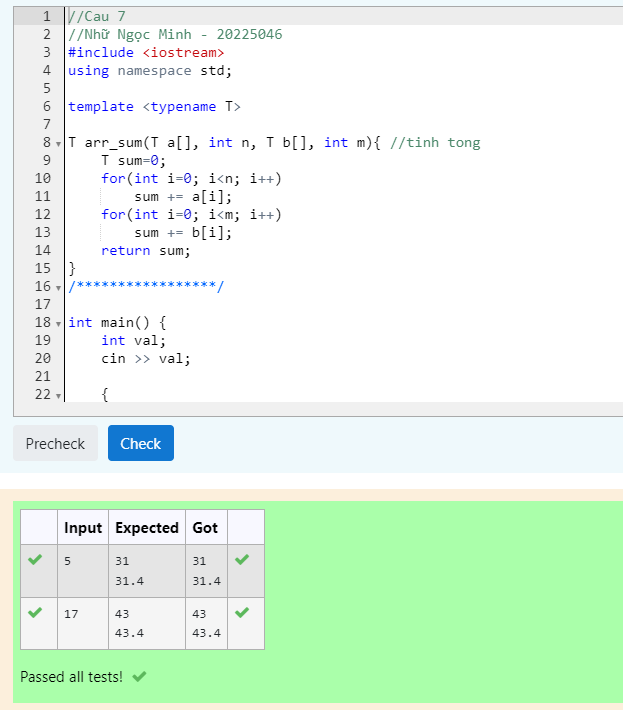 1 //Cau 7
2 //Nhữ Ngọc Minh - 20225046
3 #include <iostream>
4 using namespace std;
5
6 template <typename T>
7
8 T arr_sum(T a[], int n, T b[], int m){ //tinh tong
9     T sum=0;
10     for(int i=0; i<n; i++)
11         sum += a[i];
12     for(int i=0; i<m; i++)
13         sum += b[i];
14     return sum;
15 }
16 /*****************/
17
18 int main() {
19     int val;
20     cin >> val;
21
22     {
Precheck Check
Input Expected Got
5 31 31
31.4 31.4
17 43 43
43.4 43.4
Passed all tests!